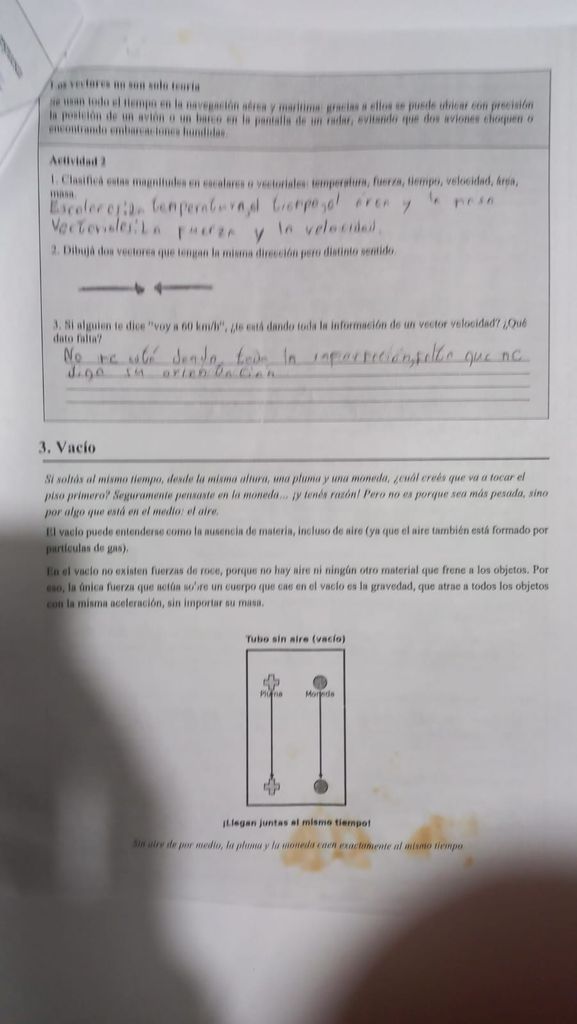 Los vectores no son solo teoría
Se usan todo el tiempo en la navegación aérea y marítima: gracias a ellos se puede ubicar con precisión
la posición de un avión o un barco en la pantalla de un radar, evitando que dos aviones choquen o
encontrando embarcaciones hundidas.
Actividad 2
1. Clasificá estas magnitudes en escalares o vectoriales: temperatura, fuerza, tiempo, velocidad, área,
masa.
Escolores: La temperatura, el tiempo, el area y la masa
Vectoriales: La fuerza y la velocidad.
2. Dibujá dos vectores que tengan la misma dirección pero distinto sentido.
3. Si alguien te dice "voy a 60 km/h", ¿te está dando toda la información de un vector velocidad? ¿Qué
dato falta?
No me está dando toda la información, falta que me
diga su orientación
3. Vacío
Si soltás al mismo tiempo, desde la misma altura, una pluma y una moneda, ¿cuál creés que va a tocar el
piso primero? Seguramente pensaste en la moneda... ¡y tenés razón! Pero no es porque sea más pesada, sino
por algo que está en el medio: el aire.
El vacío puede entenderse como la ausencia de materia, incluso de aire (ya que el aire también está formado por
partículas de gas).
En el vacío no existen fuerzas de roce, porque no hay aire ni ningún otro material que frene a los objetos. Por
eso, la única fuerza que actúa sobre un cuerpo que cae en el vacío es la gravedad, que atrae a todos los objetos
con la misma aceleración, sin importar su masa.
Tubo sin aire (vacío)
Pluma Moneda
¡Llegan juntas al mismo tiempo!
Sin aire de por medio, la pluma y la moneda caen exactamente al mismo tiempo